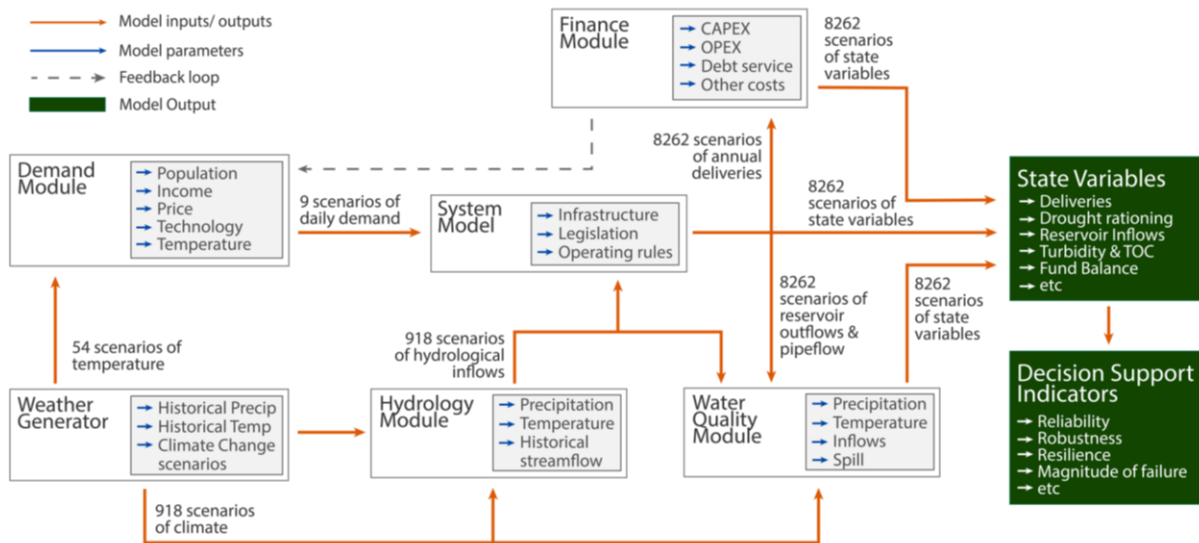 Model inputs/ outputs
Model parameters
Feedback loop
Model Output
Finance
Module
CAPEX
OPEX
Debt service
Other costs
8262
scenarios
of state
variables
Demand
Module
Population
Income
Price
Technology
Temperature
9 scenarios of
daily demand
System
Model
Infrastructure
Legislation
Operating rules
8262 scenarios
of annual
deliveries
8262
scenarios of
state variables
State Variables
Deliveries
Drought rationing
Reservoir Inflows
Turbidity & TOC
Fund Balance
etc
54 scenarios of
temperature
918 scenarios
of hydrological
inflows
8262
scenarios of
reservoir
outflows &
pipeflow
8262
scenarios
of state
variables
Weather
Generator
Historical Precip
Historical Temp
Climate Change
scenarios
Hydrology
Module
Precipitation
Temperature
Historical
streamflow
Water
Quality
Module
Precipitation
Temperature
Inflows
Spill
Decision Support
Indicators
Reliability
Robustness
Resilience
Magnitude of failure
etc
918 scenarios
of climate